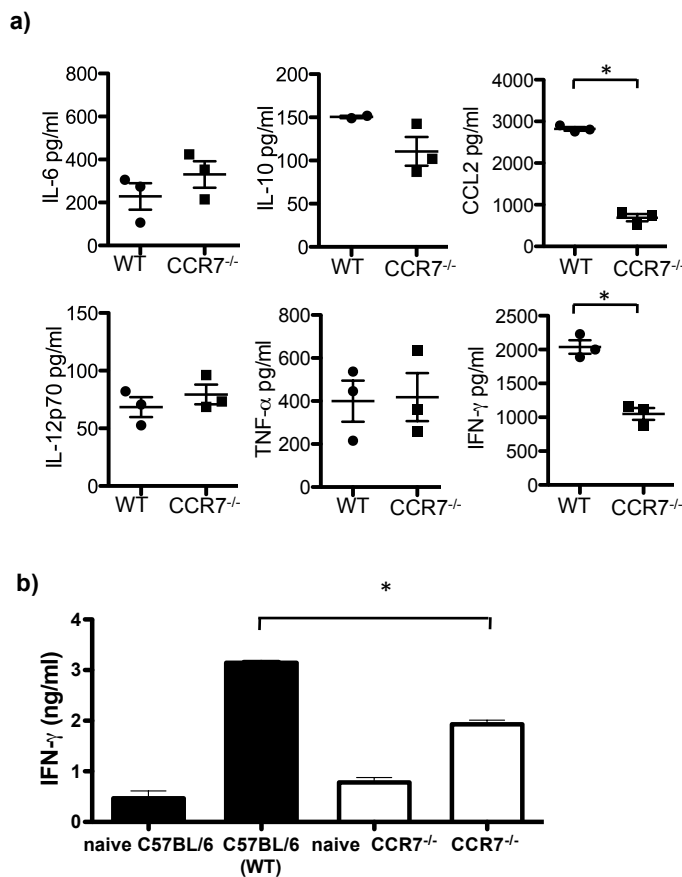 a)
IL-6 pg/ml
800
600
400
200
0
WT CCR7-/-
IL-10 pg/ml
200
150
100
50
0
WT CCR7-/-
CCL2 pg/ml
4000
3000
2000
1000
0
*
WT CCR7-/-
IL-12p70 pg/ml
150
100
50
0
WT CCR7-/-
TNF-α pg/ml
800
600
400
200
0
WT CCR7-/-
IFN-γ pg/ml
2500
2000
1500
1000
500
0
*
WT CCR7-/-
b)
IFN-γ (ng/ml)
4
3
2
1
0
*
naive C57BL/6 C57BL/6 naive CCR7-/- CCR7-/-
(WT)